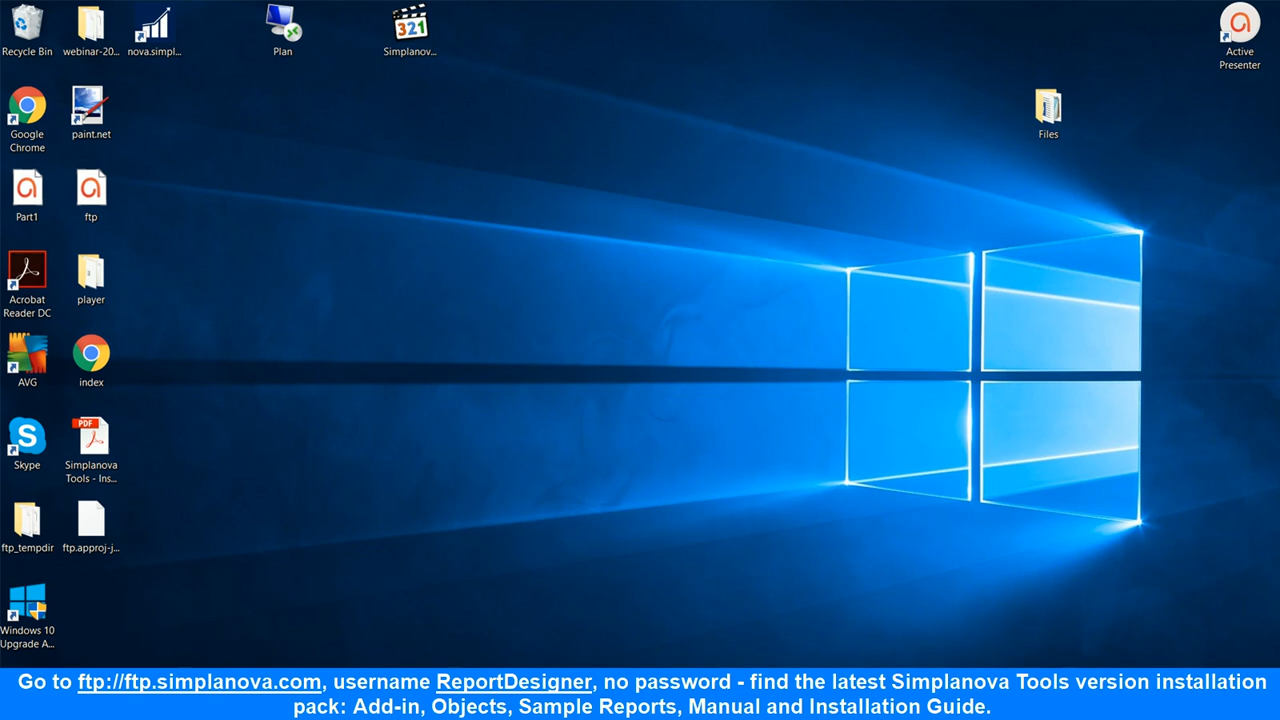 Recycle Bin
webinar-20...
nova.simpl...
Plan
321
Simplanov...
Active
Presenter
Files
Google
Chrome
paint.net
Part1
ftp
Acrobat
Reader DC
player
AVG
index
S
Skype
PDF
Simplanova
Tools - Ins...
ftp_tempdir
ftp.approj-j...
Windows 10
Upgrade A...
Go to ftp://ftp.simplanova.com, username ReportDesigner, no password - find the latest Simplanova Tools version installation
pack: Add-in, Objects, Sample Reports, Manual and Installation Guide.